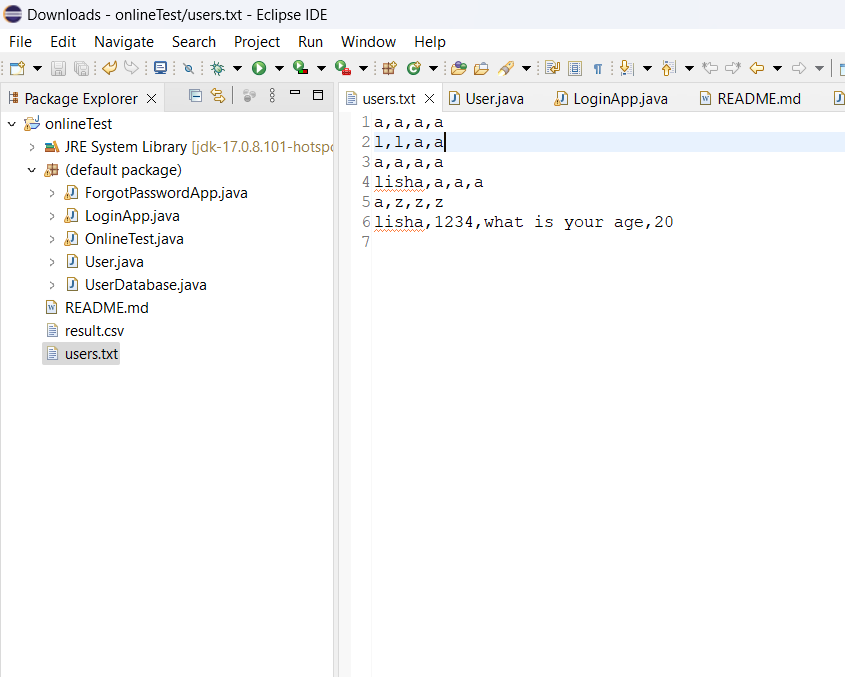 Downloads - onlineTest/users.txt - Eclipse IDE
File Edit Navigate Search Project Run Window Help
Package Explorer
users.txt User.java LoginApp.java README.md
onlineTest
JRE System Library [jdk-17.0.8.101-hotspo
(default package)
ForgotPasswordApp.java
LoginApp.java
OnlineTest.java
User.java
UserDatabase.java
README.md
result.csv
users.txt
1 a,a,a,a
2 l,l,a,a
3 a,a,a,a
4 lisha,a,a,a
5 a,z,z,z
6 lisha,1234,what is your age,20
7